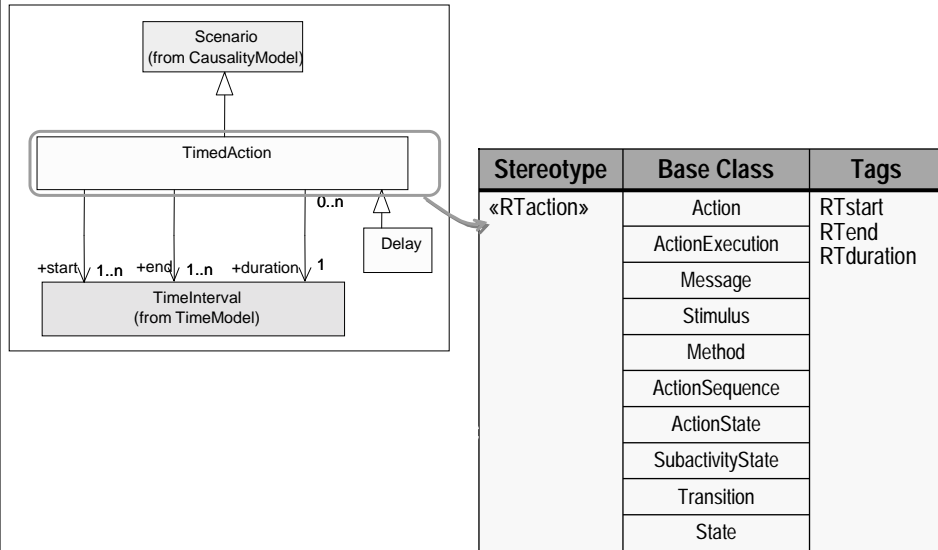 Scenario
(from CausalityModel)
TimedAction
0..n
Delay
+start
1..n
+end
1..n
+duration
1
TimeInterval
(from TimeModel)
Stereotype Base Class Tags
«RTaction» Action RTstart
ActionExecution RTend
Message RTduration
Stimulus
Method
ActionSequence
ActionState
SubactivityState
Transition
State